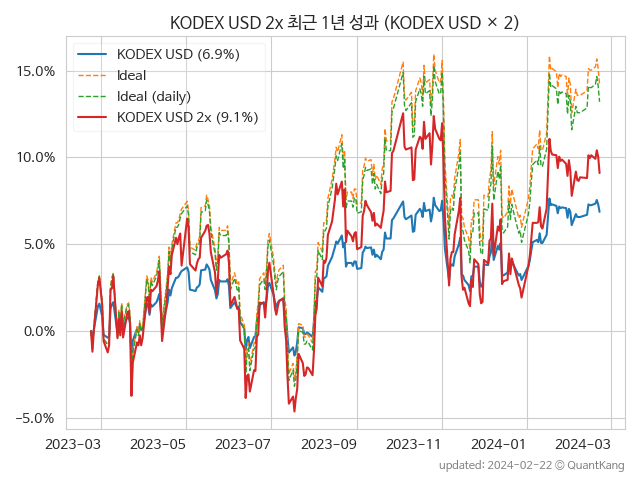 KODEX USD 2x 최근 1년 성과 (KODEX USD × 2)
KODEX USD (6.9%)
Ideal
Ideal (daily)
KODEX USD 2x (9.1%)
15.0%
10.0%
5.0%
0.0%
−5.0%
2023-03 2023-05 2023-07 2023-09 2023-11 2024-01 2024-03
updated: 2024-02-22 © QuantKang